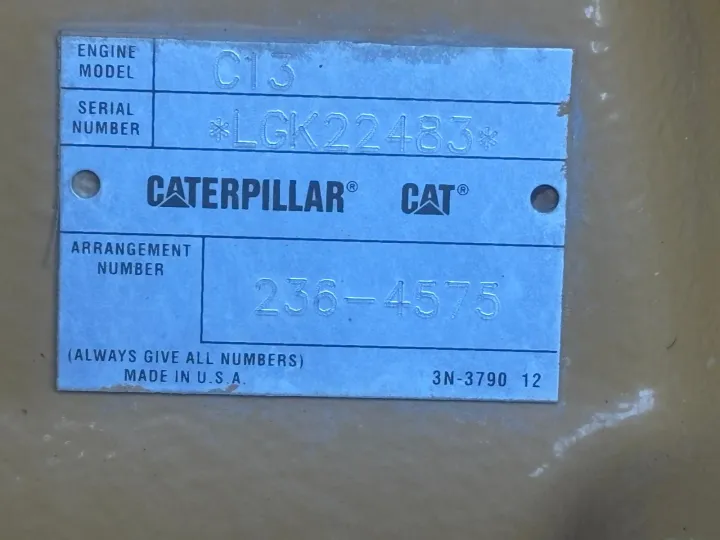 ENGINE
MODEL
C13
SERIAL
NUMBER
*LGK22483*
CATERPILLAR® CAT®
ARRANGEMENT
NUMBER
236-4575
(ALWAYS GIVE ALL NUMBERS)
MADE IN U.S.A.
3N-3790 12